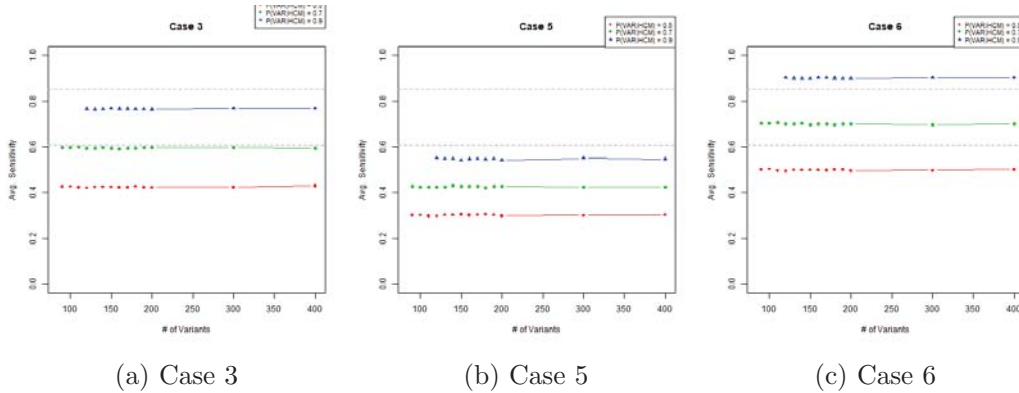 Case 3
P(VAR|HCM) = 0.7
P(VAR|HCM) = 0.9
Avg. Sensitivity
0.0 0.2 0.4 0.6 0.8 1.0
100 150 200 250 300 350 400
# of Variants
(a) Case 3
Case 5
P(VAR|HCM) = 0.5
P(VAR|HCM) = 0.7
P(VAR|HCM) = 0.9
Avg. Sensitivity
0.0 0.2 0.4 0.6 0.8 1.0
100 150 200 250 300 350 400
# of Variants
(b) Case 5
Case 6
P(VAR|HCM) =
P(VAR|HCM) =
P(VAR|HCM) =
Avg. Sensitivity
0.0 0.2 0.4 0.6 0.8 1.0
100 150 200 250 300 350 400
# of Variants
(c) Case 6